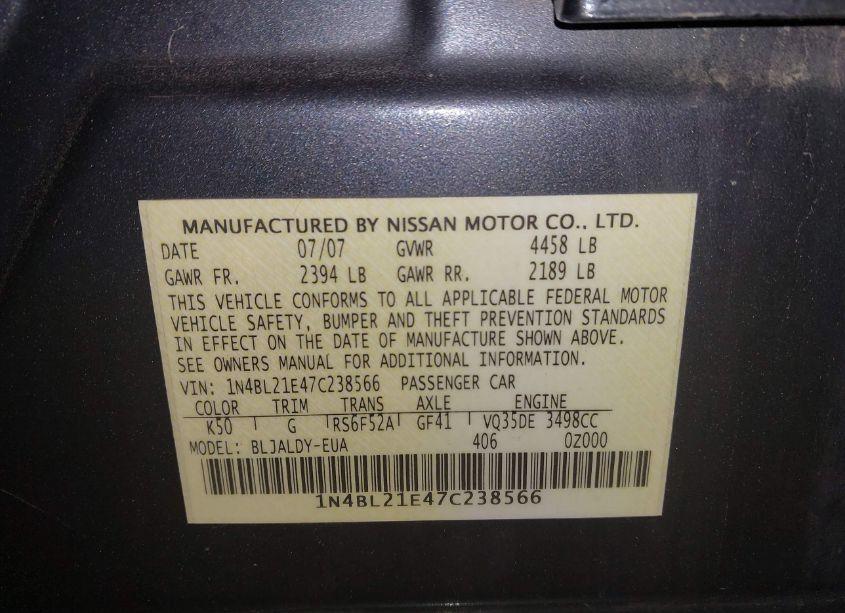 MANUFACTURED BY NISSAN MOTOR CO., LTD.
DATE 07/07 GVWR 4458 LB
GAWR FR. 2394 LB GAWR RR. 2189 LB
THIS VEHICLE CONFORMS TO ALL APPLICABLE FEDERAL MOTOR
VEHICLE SAFETY, BUMPER AND THEFT PREVENTION STANDARDS
IN EFFECT ON THE DATE OF MANUFACTURE SHOWN ABOVE.
SEE OWNERS MANUAL FOR ADDITIONAL INFORMATION.
VIN: 1N4BL21E47C238566 PASSENGER CAR
COLOR TRIM TRANS AXLE ENGINE
K50 G RS6F52A GF41 VQ35DE 3498CC
MODEL: BLJALDY-EUA 406 0Z000
1N4BL21E47C238566